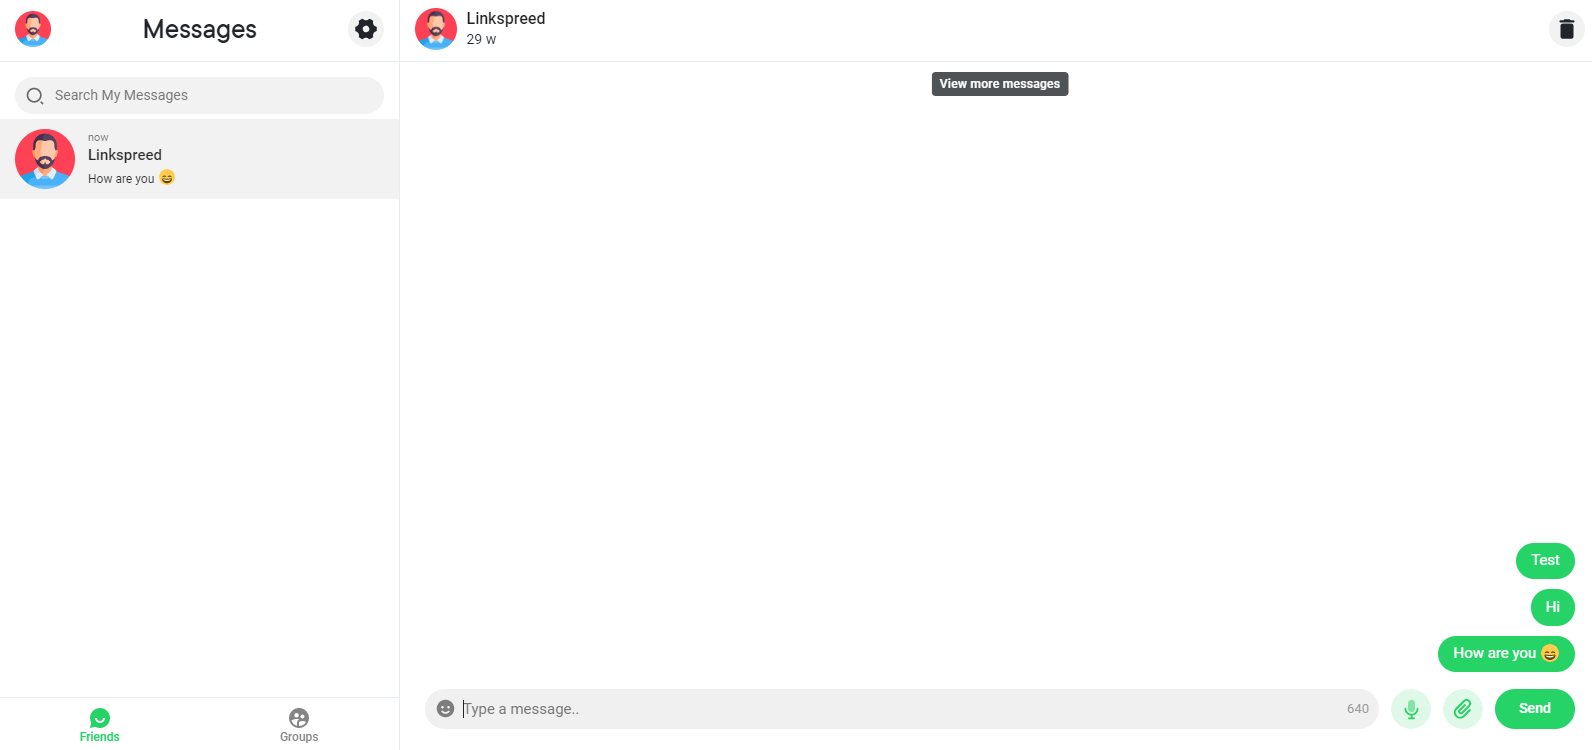 Messages
Search My Messages
now
Linkspreed
How are you 😄
Friends
Groups
Linkspreed
29 w
View more messages
Test
Hi
How are you 😄
Type a message..
640
Send